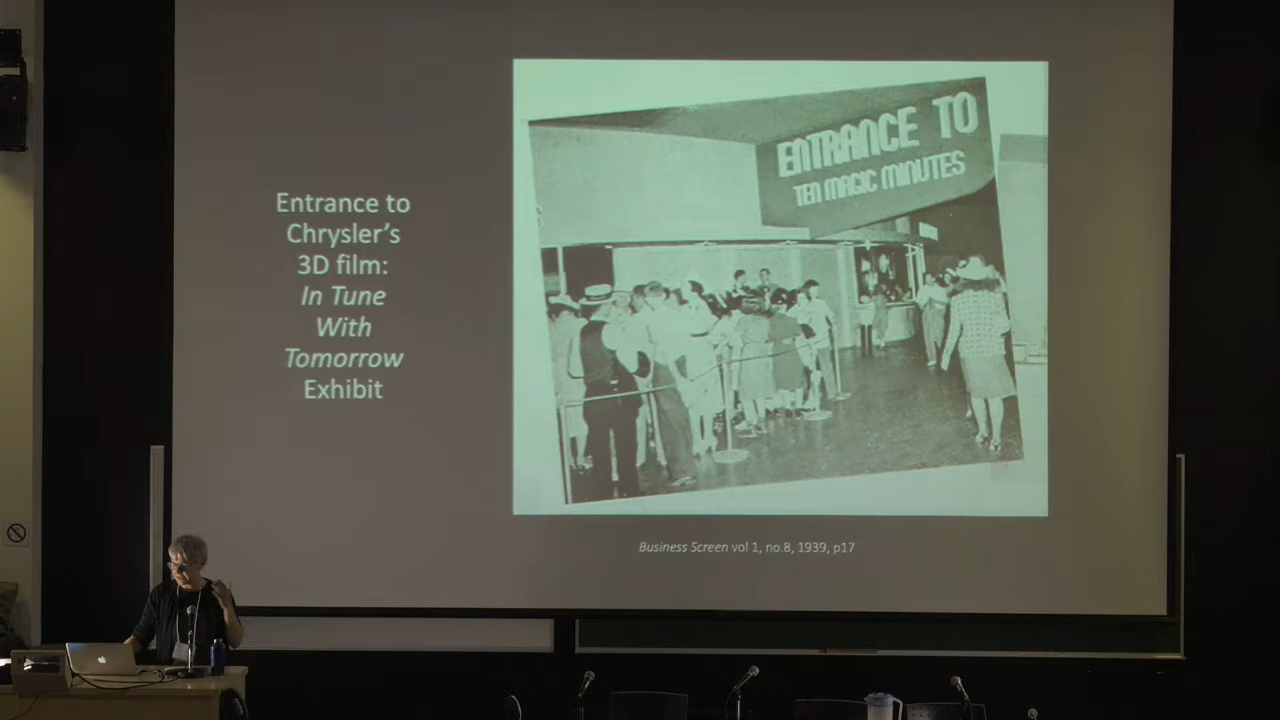 Entrance to
Chrysler's
3D film:
In Tune
With
Tomorrow
Exhibit
ENTRANCE TO
TEN MAGIC MINUTES
Business Screen vol 1, no.8, 1939, p17